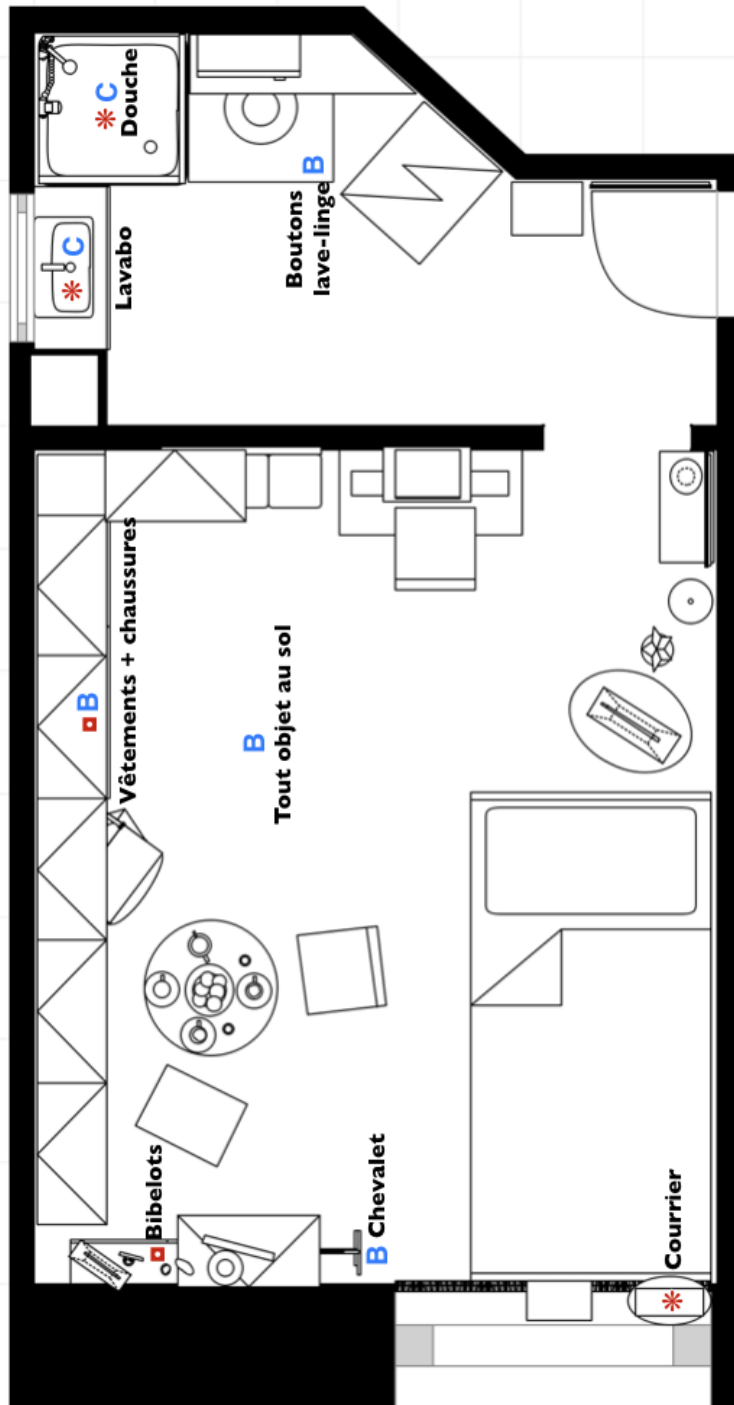 C
Douche
C
Lavabo
B
Boutons
lave-linge
B
Vêtements + chaussures
B
Tout objet au sol
Bibelots
B Chevalet
Courrier